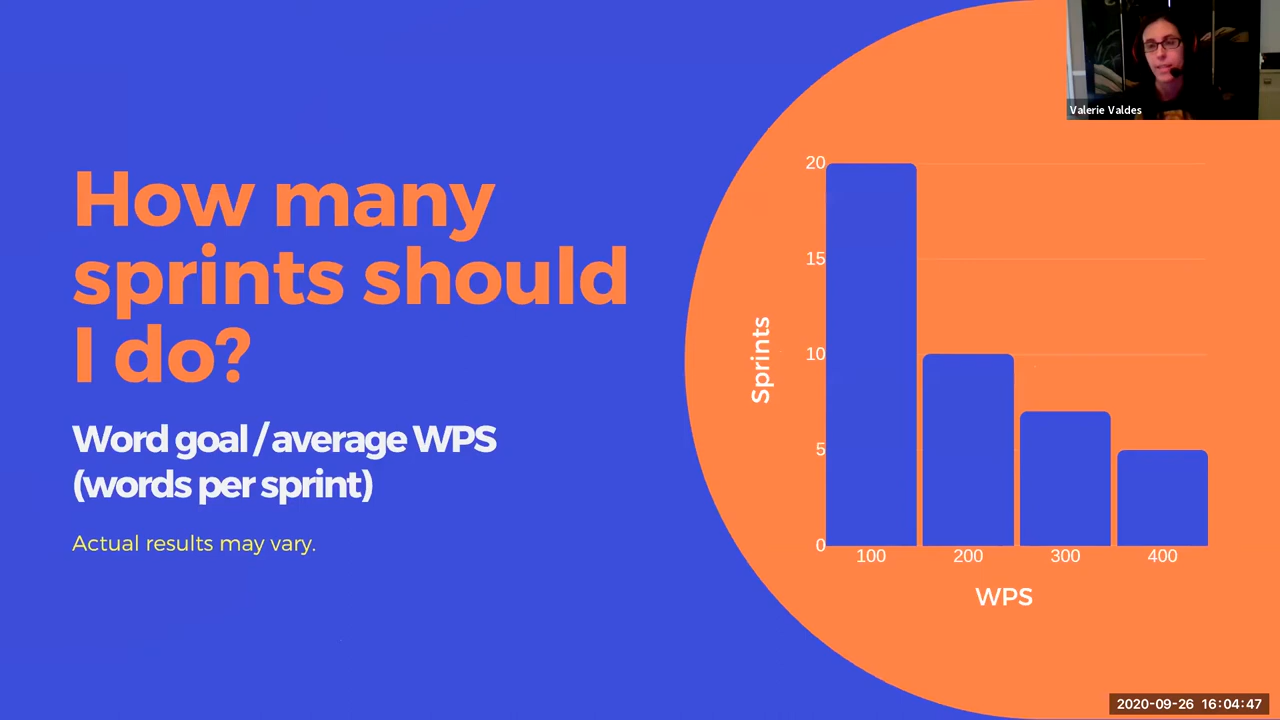 How many
sprints should
I do?
Word goal / average WPS
(words per sprint)
Actual results may vary.
Valerie Valdes
20
15
10
5
0
Sprints
100 200 300 400
WPS
2020-09-26 16:04:47